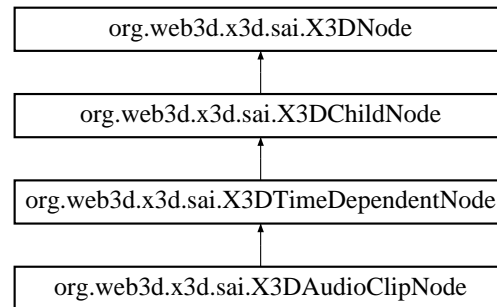 org.web3d.x3d.sai.X3DNode
org.web3d.x3d.sai.X3DChildNode
org.web3d.x3d.sai.X3DTimeDependentNode
org.web3d.x3d.sai.X3DAudioClipNode